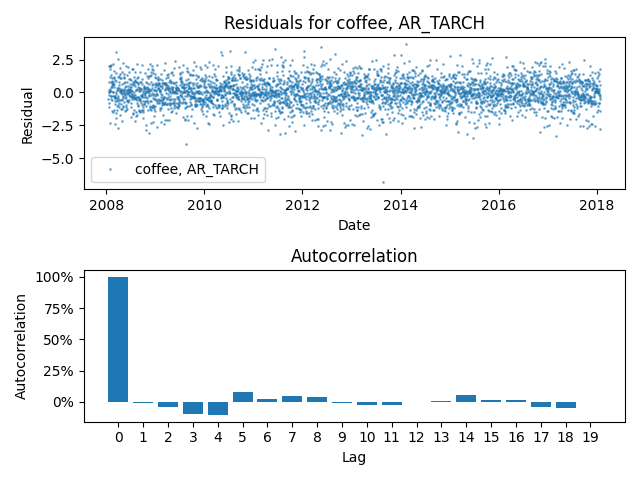 Residuals for coffee, AR_TARCH
2.5
0.0
−2.5
−5.0
Residual
coffee, AR_TARCH
2008 2010 2012 2014 2016 2018
Date
Autocorrelation
100%
75%
50%
25%
0%
Autocorrelation
0 1 2 3 4 5 6 7 8 9 10 11 12 13 14 15 16 17 18 19
Lag